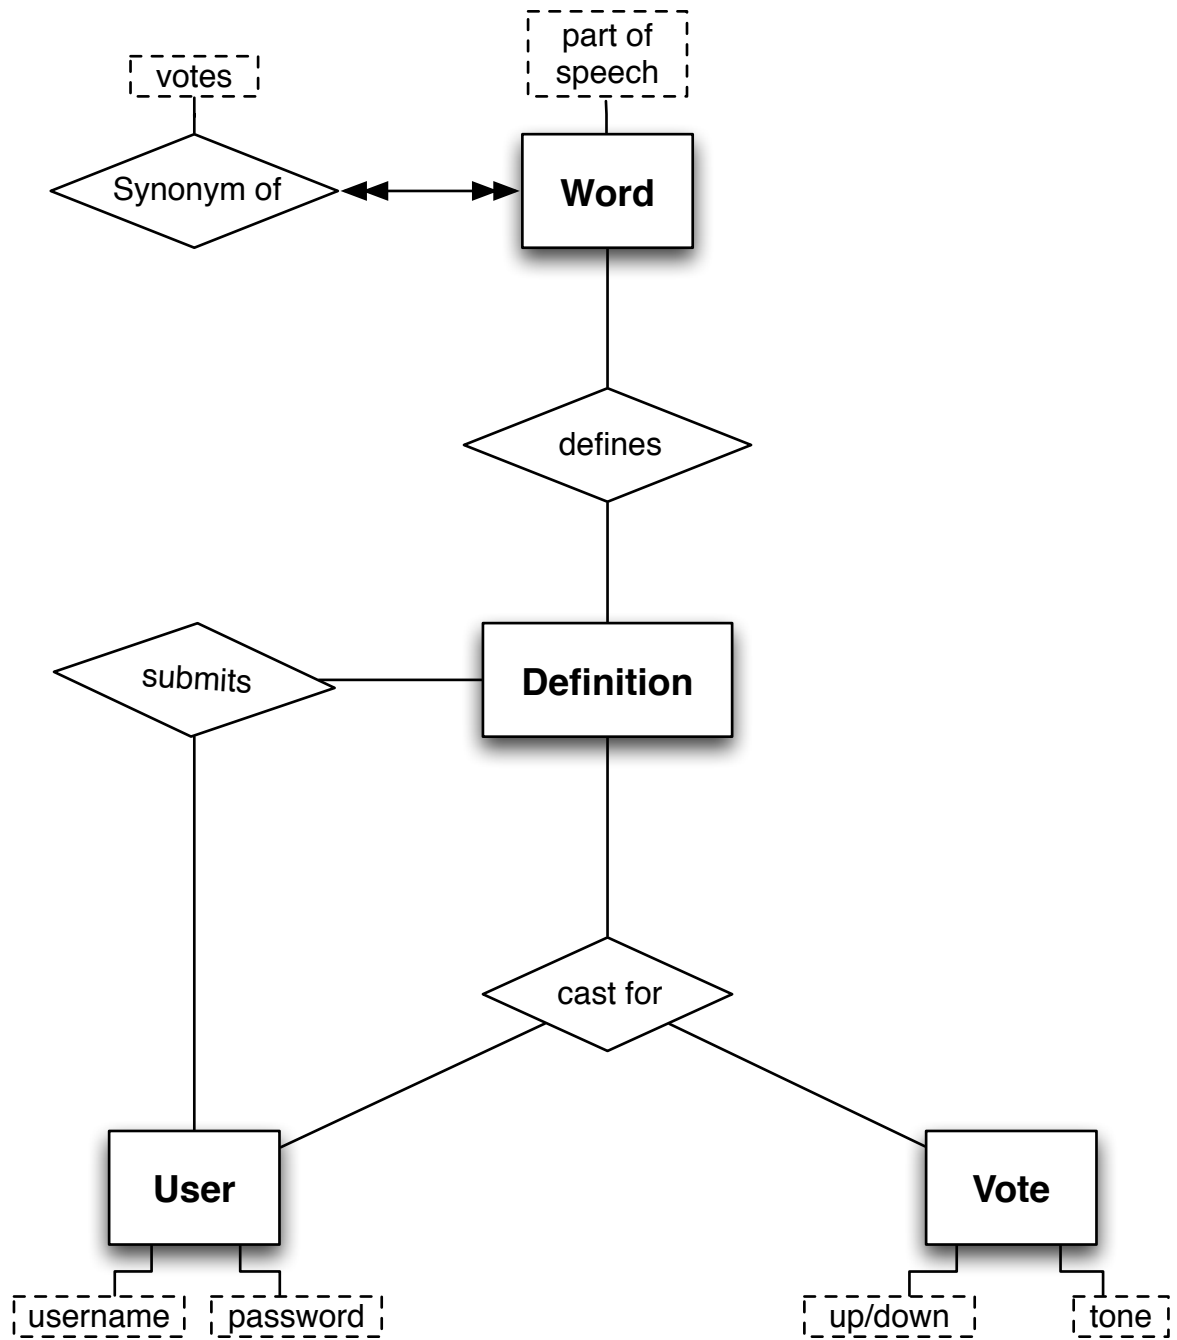 part of
speech
votes
Synonym of
Word
defines
submits
Definition
cast for
User
Vote
username
password
up/down
tone